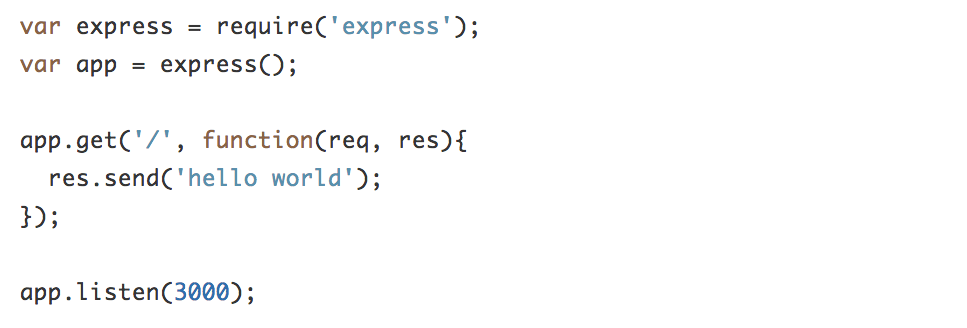 var express = require('express');
var app = express();

app.get('/', function(req, res){
  res.send('hello world');
});

app.listen(3000);